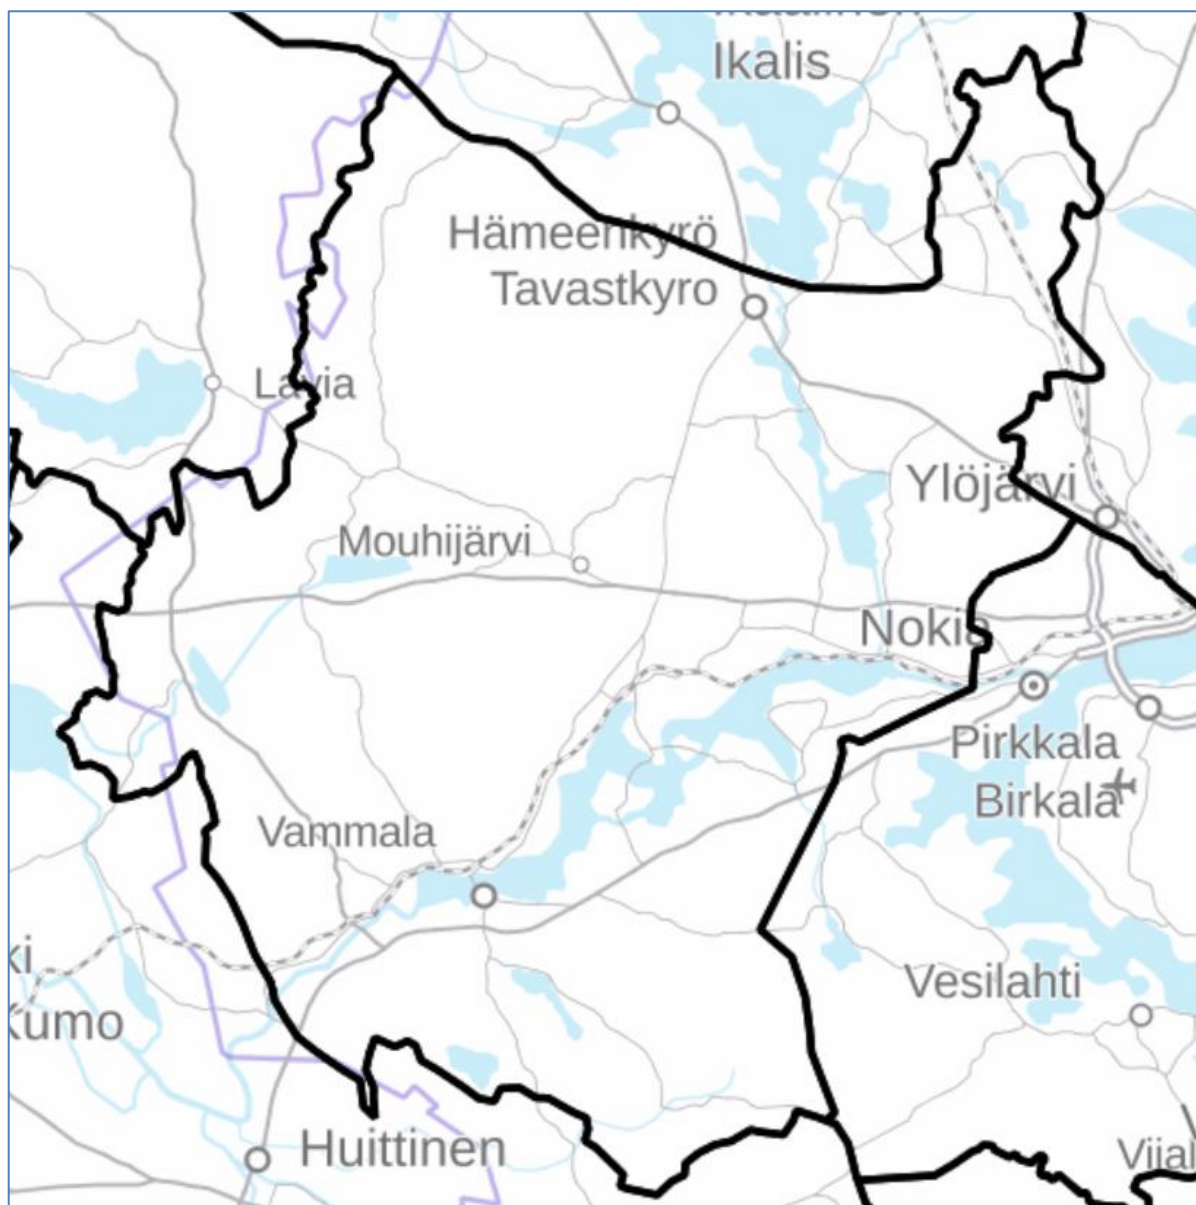 Ikalis
Hämeenkyrö
Tavastkyro
Lavia
Ylöjärvi
Mouhijärvi
Nokia
Pirkkala
Birkala
Vammala
Vesilahti
Huittinen